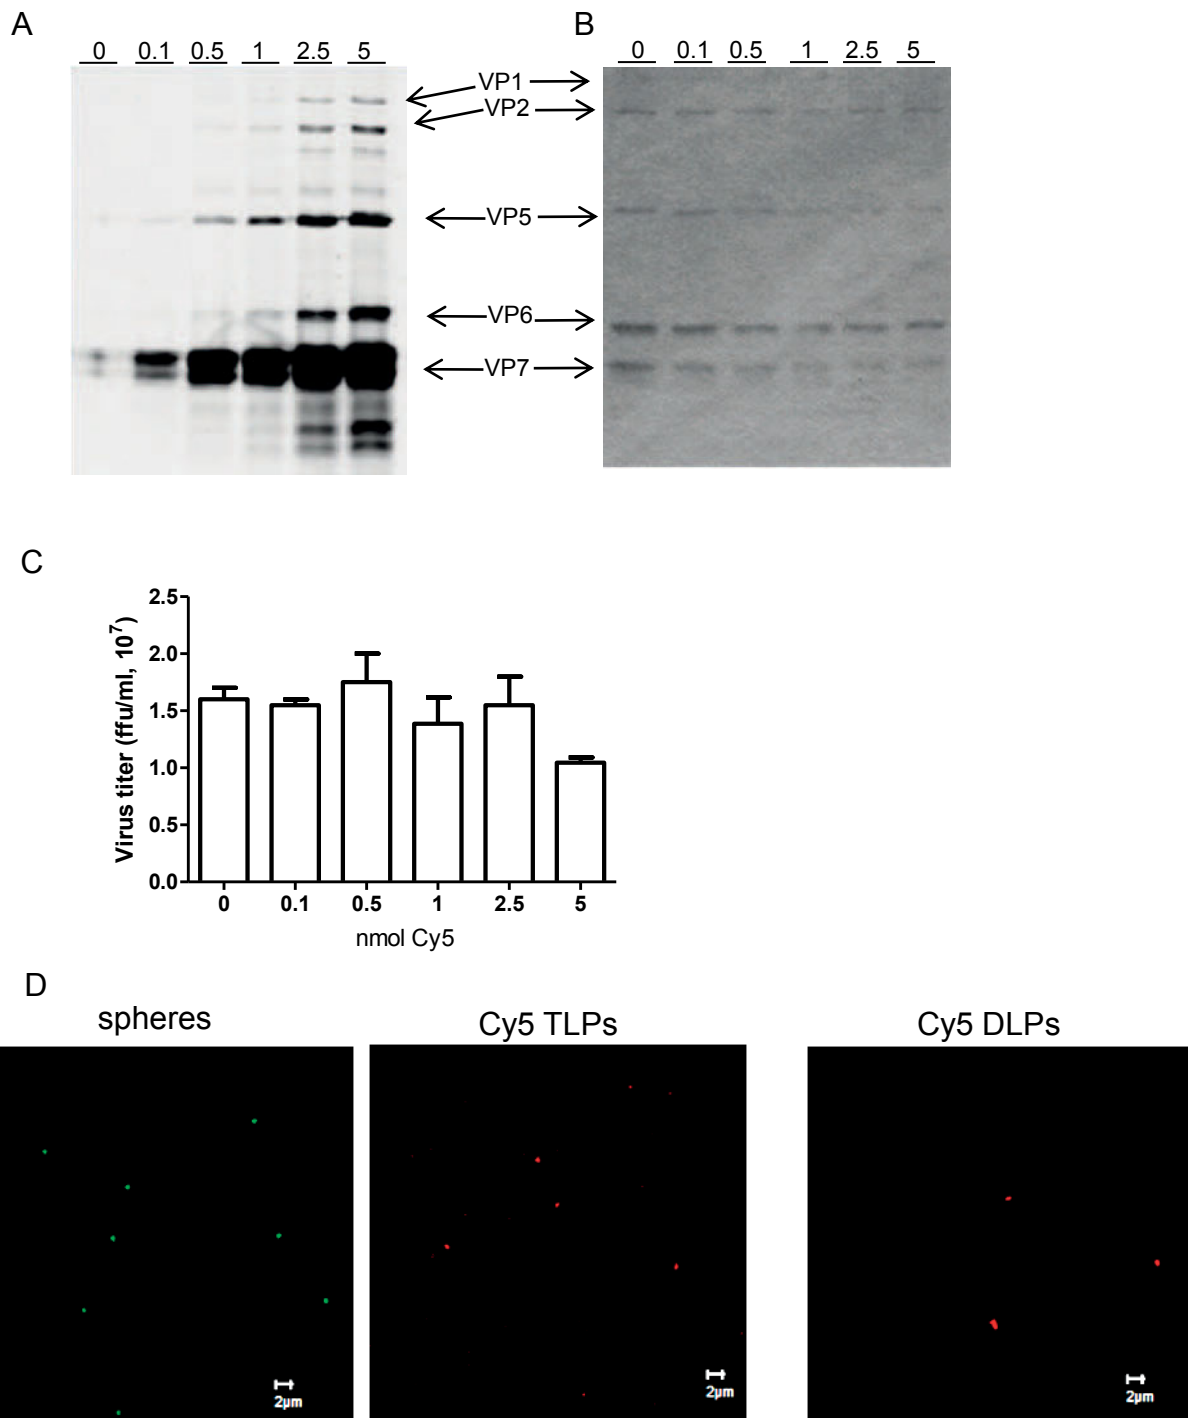 A
B
0 0.1 0.5 1 2.5 5
0 0.1 0.5 1 2.5 5
VP1
VP2
VP5
VP6
VP7
C
Virus titer (ffu/ml, 10⁷)
2.5
2.0
1.5
1.0
0.5
0.0
0 0.1 0.5 1 2.5 5
nmol Cy5
D
spheres
Cy5 TLPs
Cy5 DLPs
2µm
2µm
2µm